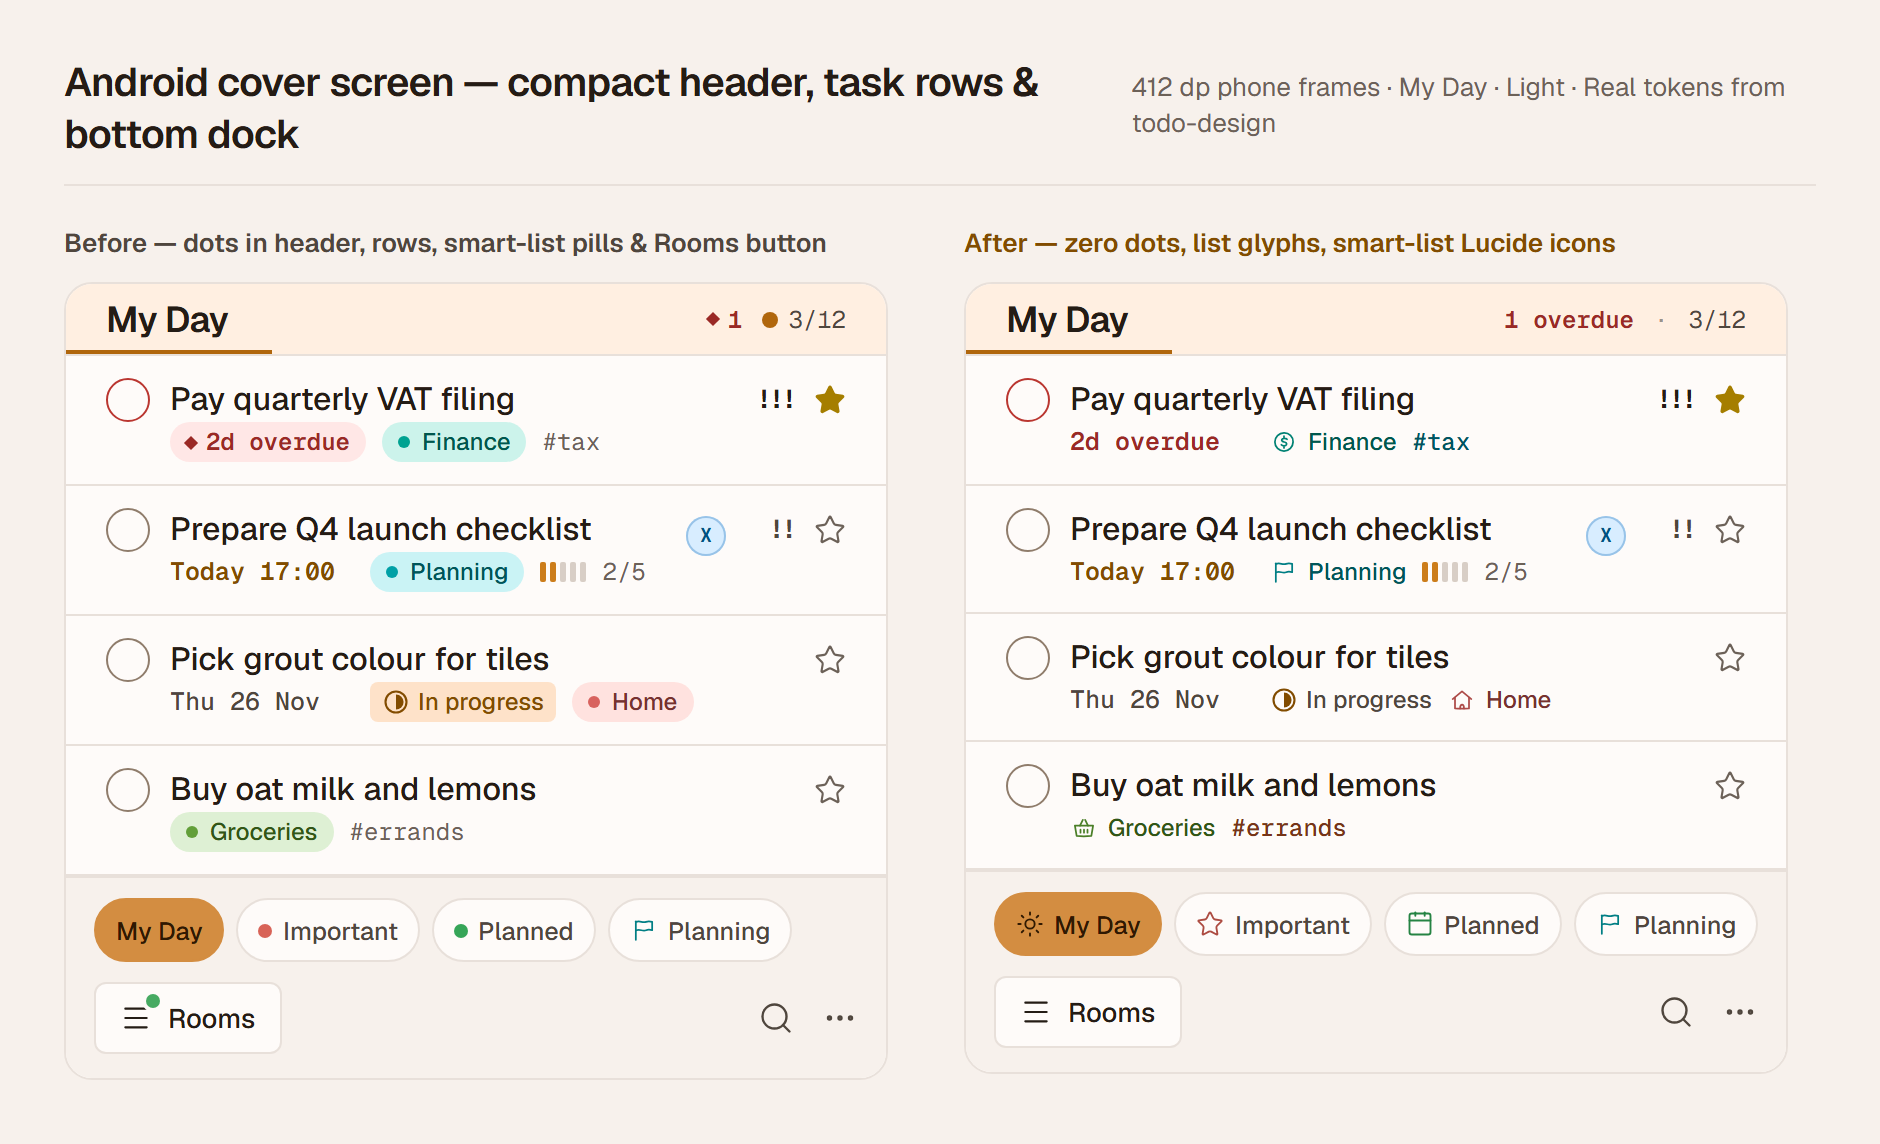 Android cover screen — compact header, task rows &
bottom dock
412 dp phone frames · My Day · Light · Real tokens from
todo-design
Before — dots in header, rows, smart-list pills & Rooms button
My Day
1 3/12
Pay quarterly VAT filing !!!
2d overdue Finance #tax
Prepare Q4 launch checklist X !!
Today 17:00 Planning 2/5
Pick grout colour for tiles
Thu 26 Nov In progress Home
Buy oat milk and lemons
Groceries #errands
My Day Important Planned Planning
Rooms
After — zero dots, list glyphs, smart-list Lucide icons
My Day
1 overdue · 3/12
Pay quarterly VAT filing !!!
2d overdue Finance #tax
Prepare Q4 launch checklist X !!
Today 17:00 Planning 2/5
Pick grout colour for tiles
Thu 26 Nov In progress Home
Buy oat milk and lemons
Groceries #errands
My Day Important Planned Planning
Rooms